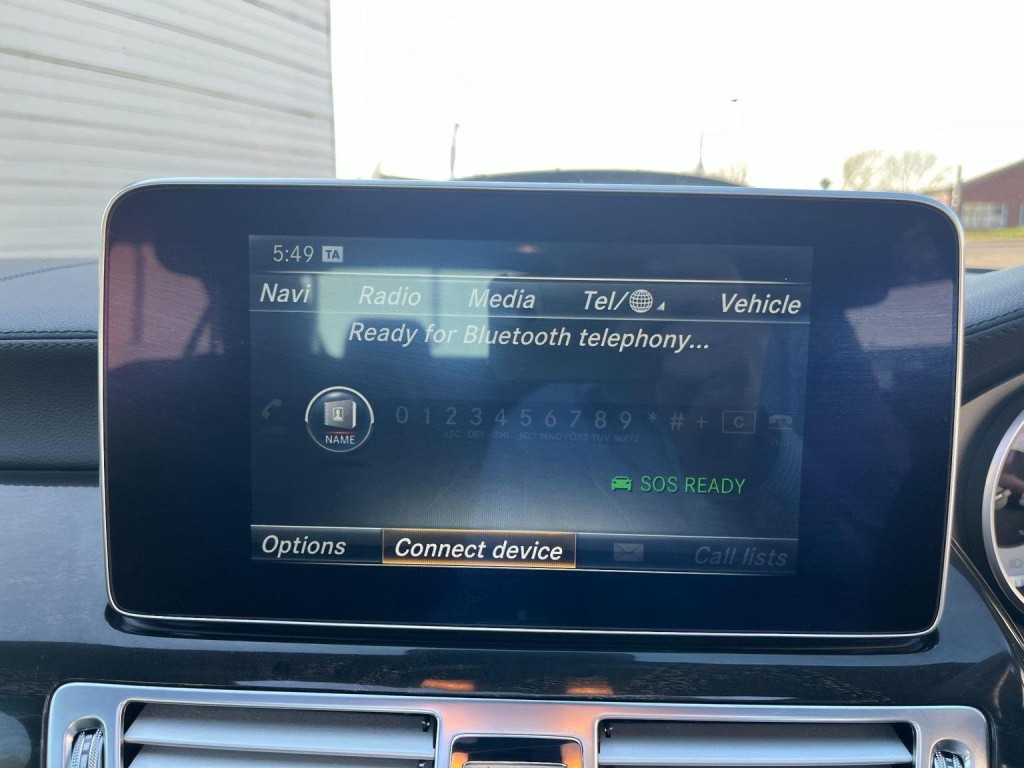 5:49 TA
Navi Radio Media Tel/ Vehicle
Ready for Bluetooth telephony...
NAME
0 1 2 3 4 5 6 7 8 9 * # + C
SOS READY
Options Connect device Call lists